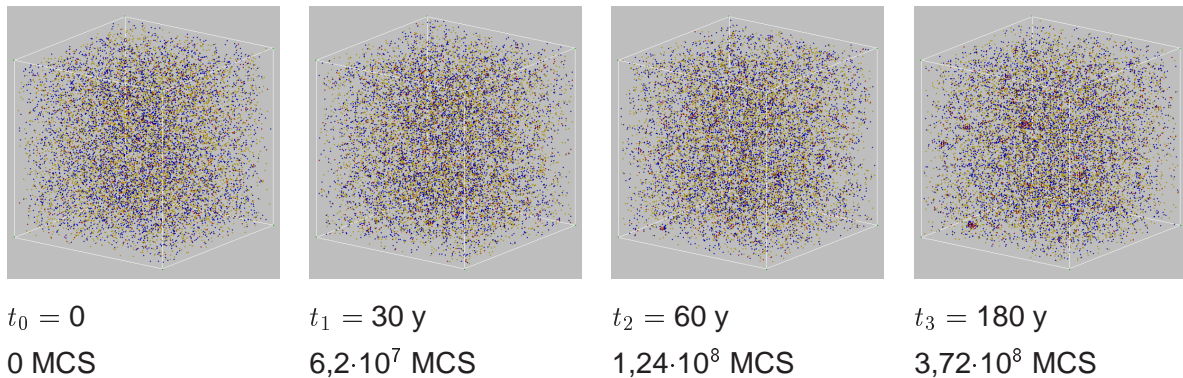 t₀ = 0
0 MCS
t₁ = 30 y
6,2·10⁷ MCS
t₂ = 60 y
1,24·10⁸ MCS
t₃ = 180 y
3,72·10⁸ MCS